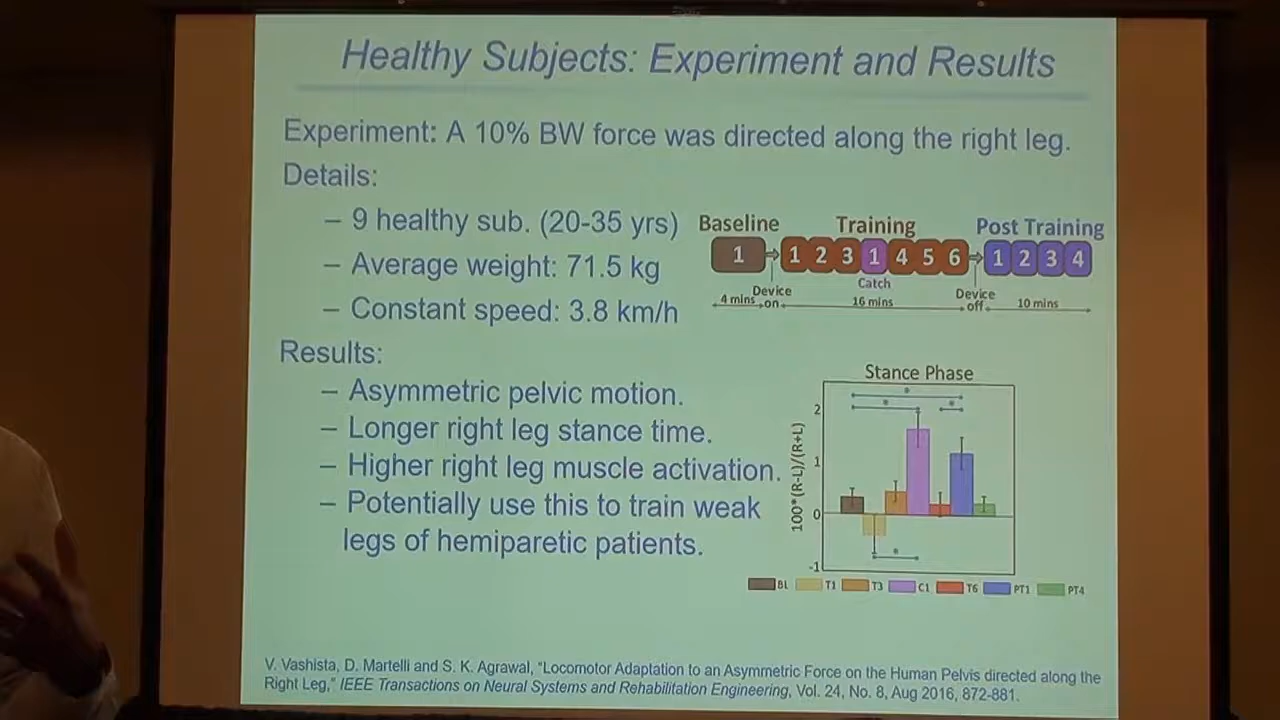 Healthy Subjects: Experiment and Results
Experiment: A 10% BW force was directed along the right leg.
Details:
– 9 healthy sub. (20-35 yrs)
– Average weight: 71.5 kg
– Constant speed: 3.8 km/h
Baseline Training Post Training
1 1 2 3 1 4 5 6 1 2 3 4
Catch
Device on
Device off
4 mins 16 mins 10 mins
Results:
– Asymmetric pelvic motion.
– Longer right leg stance time.
– Higher right leg muscle activation.
– Potentially use this to train weak
legs of hemiparetic patients.
Stance Phase
100*(R-L)/(R+L)
2
1
0
-1
* * *
*
BL T1 T3 C1 T6 PT1 PT4
V. Vashista, D. Martelli and S. K. Agrawal, "Locomotor Adaptation to an Asymmetric Force on the Human Pelvis directed along the
Right Leg," IEEE Transactions on Neural Systems and Rehabilitation Engineering, Vol. 24, No. 8, Aug 2016, 872-881.